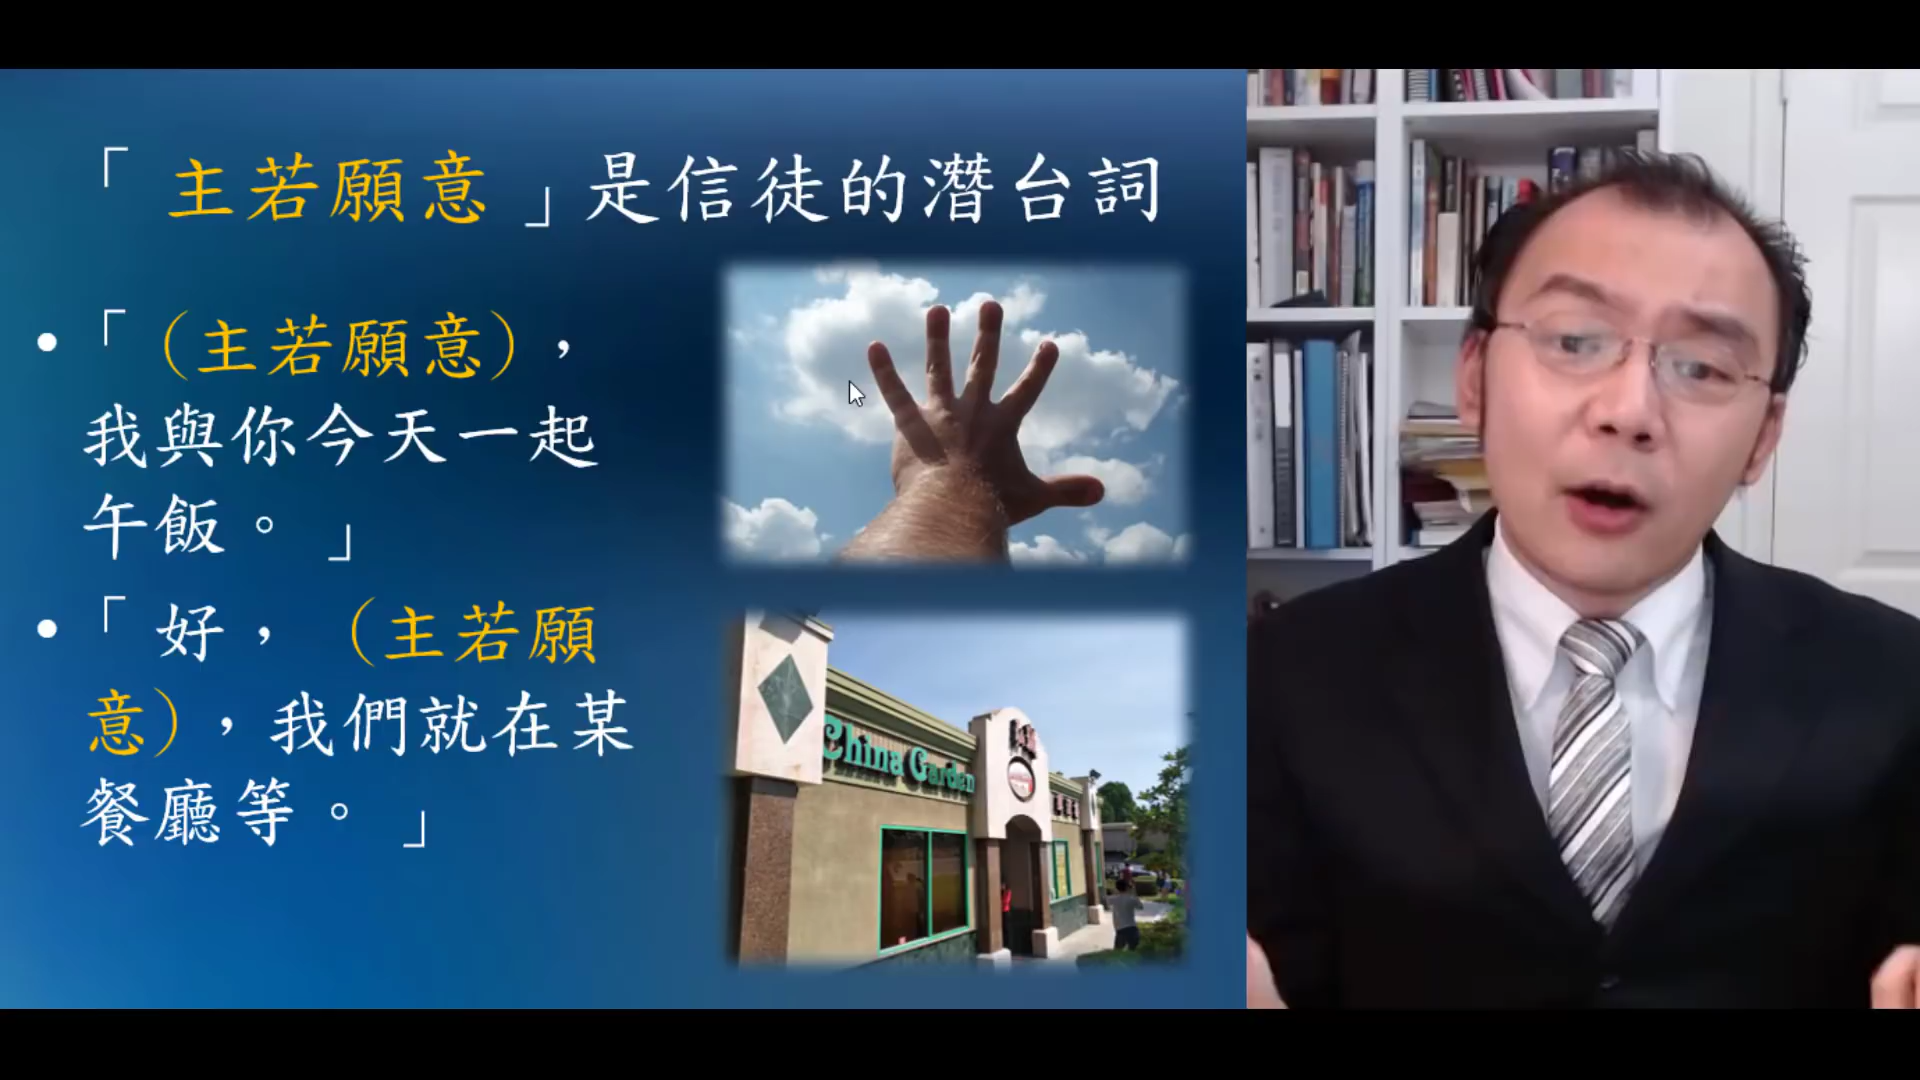 「 主若願意 」是信徒的潛台詞
•「（主若願意），
我與你今天一起
午飯。」
•「 好，（主若願
意），我們就在某
餐廳等。」
China Garden